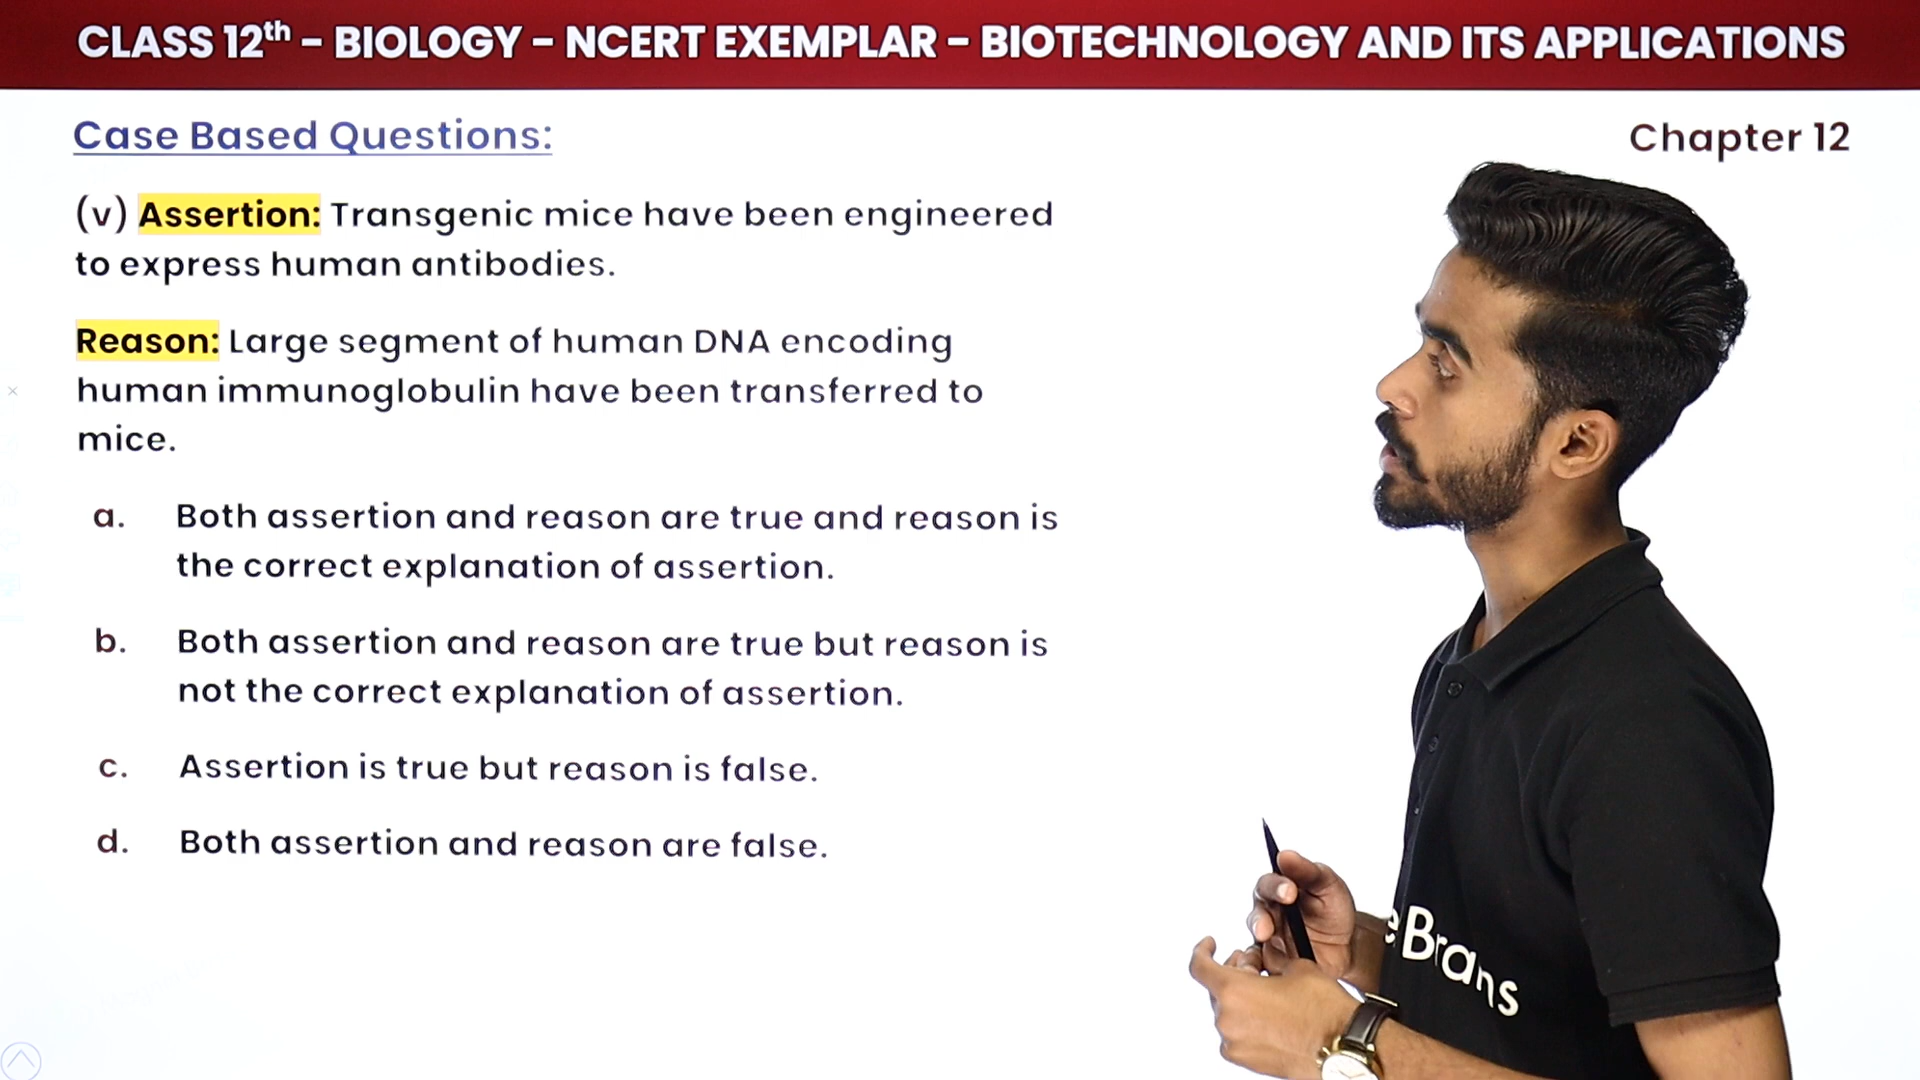 CLASS 12th - BIOLOGY - NCERT EXEMPLAR - BIOTECHNOLOGY AND ITS APPLICATIONS
Case Based Questions:
Chapter 12
(v) Assertion: Transgenic mice have been engineered
to express human antibodies.
Reason: Large segment of human DNA encoding
human immunoglobulin have been transferred to
mice.
a. Both assertion and reason are true and reason is
the correct explanation of assertion.
b. Both assertion and reason are true but reason is
not the correct explanation of assertion.
c. Assertion is true but reason is false.
d. Both assertion and reason are false.
e Brans